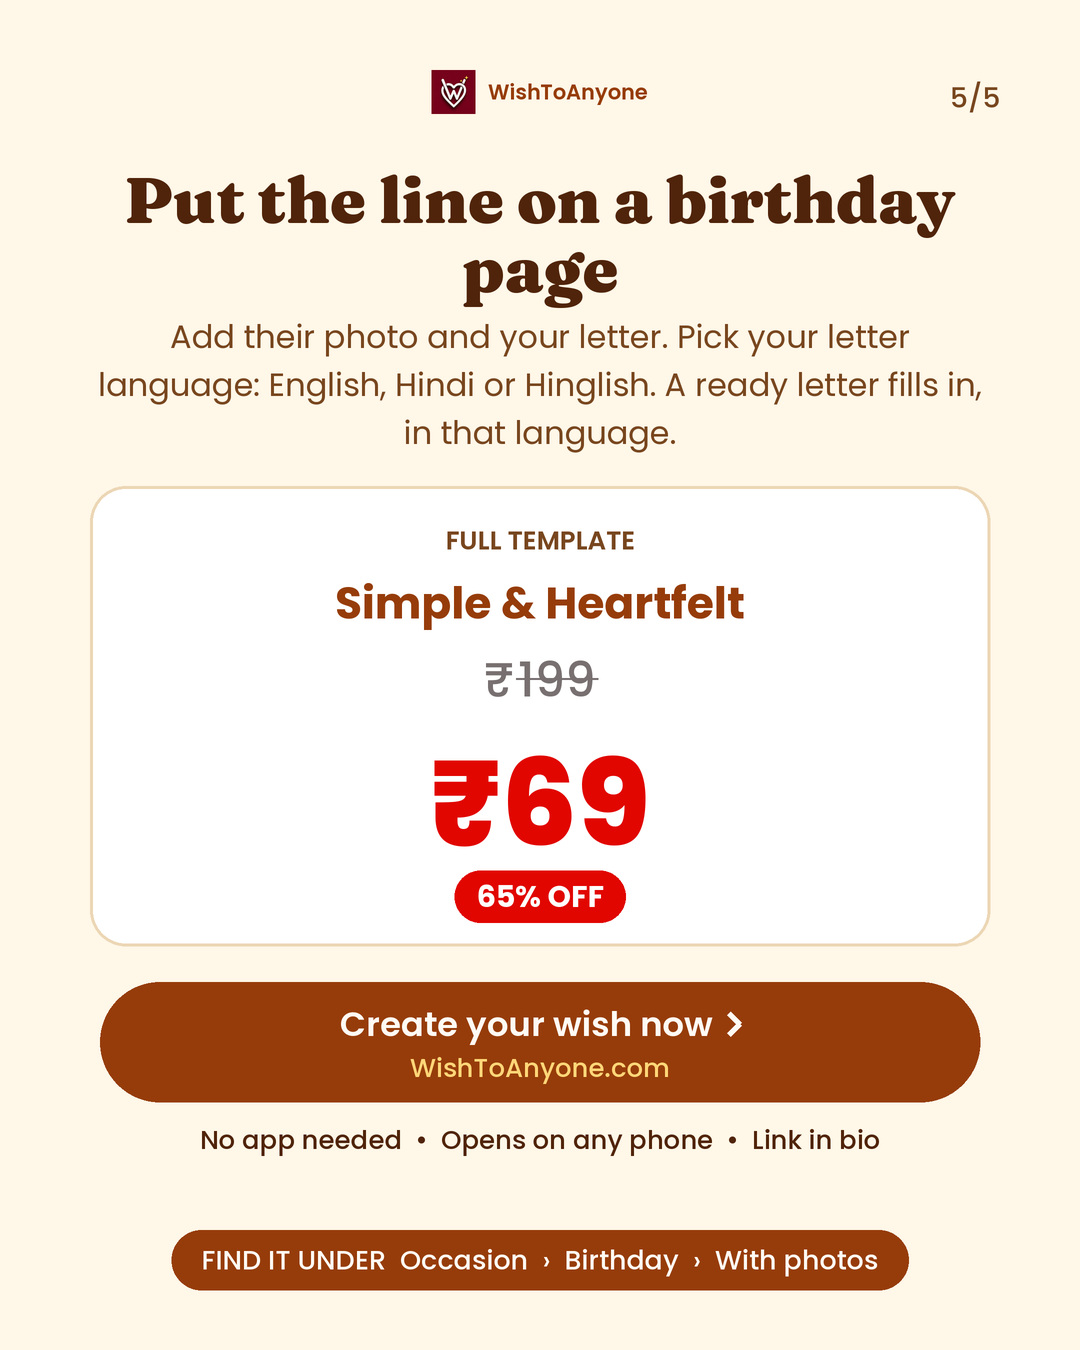 WishToAnyone
5/5
Put the line on a birthday
page
Add their photo and your letter. Pick your letter
language: English, Hindi or Hinglish. A ready letter fills in,
in that language.
FULL TEMPLATE
Simple & Heartfelt
₹199
₹69
65% OFF
Create your wish now ›
WishToAnyone.com
No app needed • Opens on any phone • Link in bio
FIND IT UNDER Occasion › Birthday › With photos